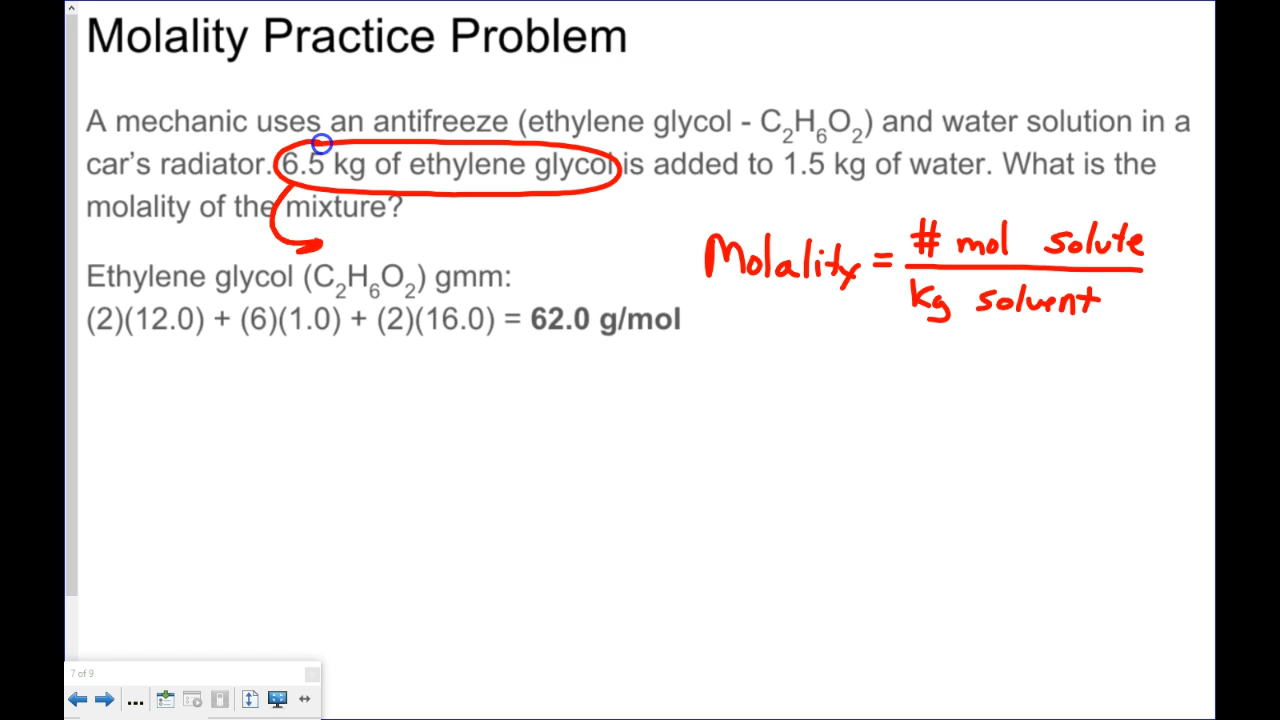 Molality Practice Problem
A mechanic uses an antifreeze (ethylene glycol - C₂H₆O₂) and water solution in a
car's radiator. 6.5 kg of ethylene glycol is added to 1.5 kg of water. What is the
molality of the mixture?
Molality = # mol solute
kg solvent
Ethylene glycol (C₂H₆O₂) gmm:
(2)(12.0) + (6)(1.0) + (2)(16.0) = 62.0 g/mol
7 of 9
...